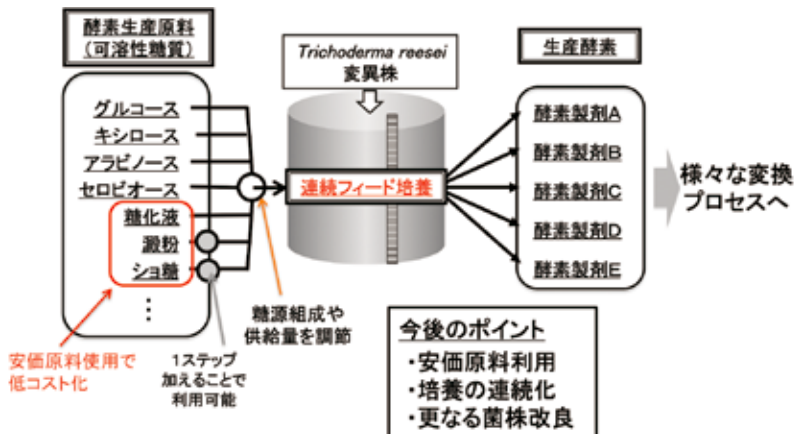 酵素生産原料
（可溶性糖質）
グルコース
キシロース
アラビノース
セロビオース
糖化液
澱粉
ショ糖
⋮
安価原料使用で
低コスト化
1ステップ
加えることで
利用可能
糖源組成や
供給量を調節
Trichoderma reesei
変異株
連続フィード培養
生産酵素
酵素製剤A
酵素製剤B
酵素製剤C
酵素製剤D
酵素製剤E
様々な変換
プロセスへ
今後のポイント
・安価原料利用
・培養の連続化
・更なる菌株改良